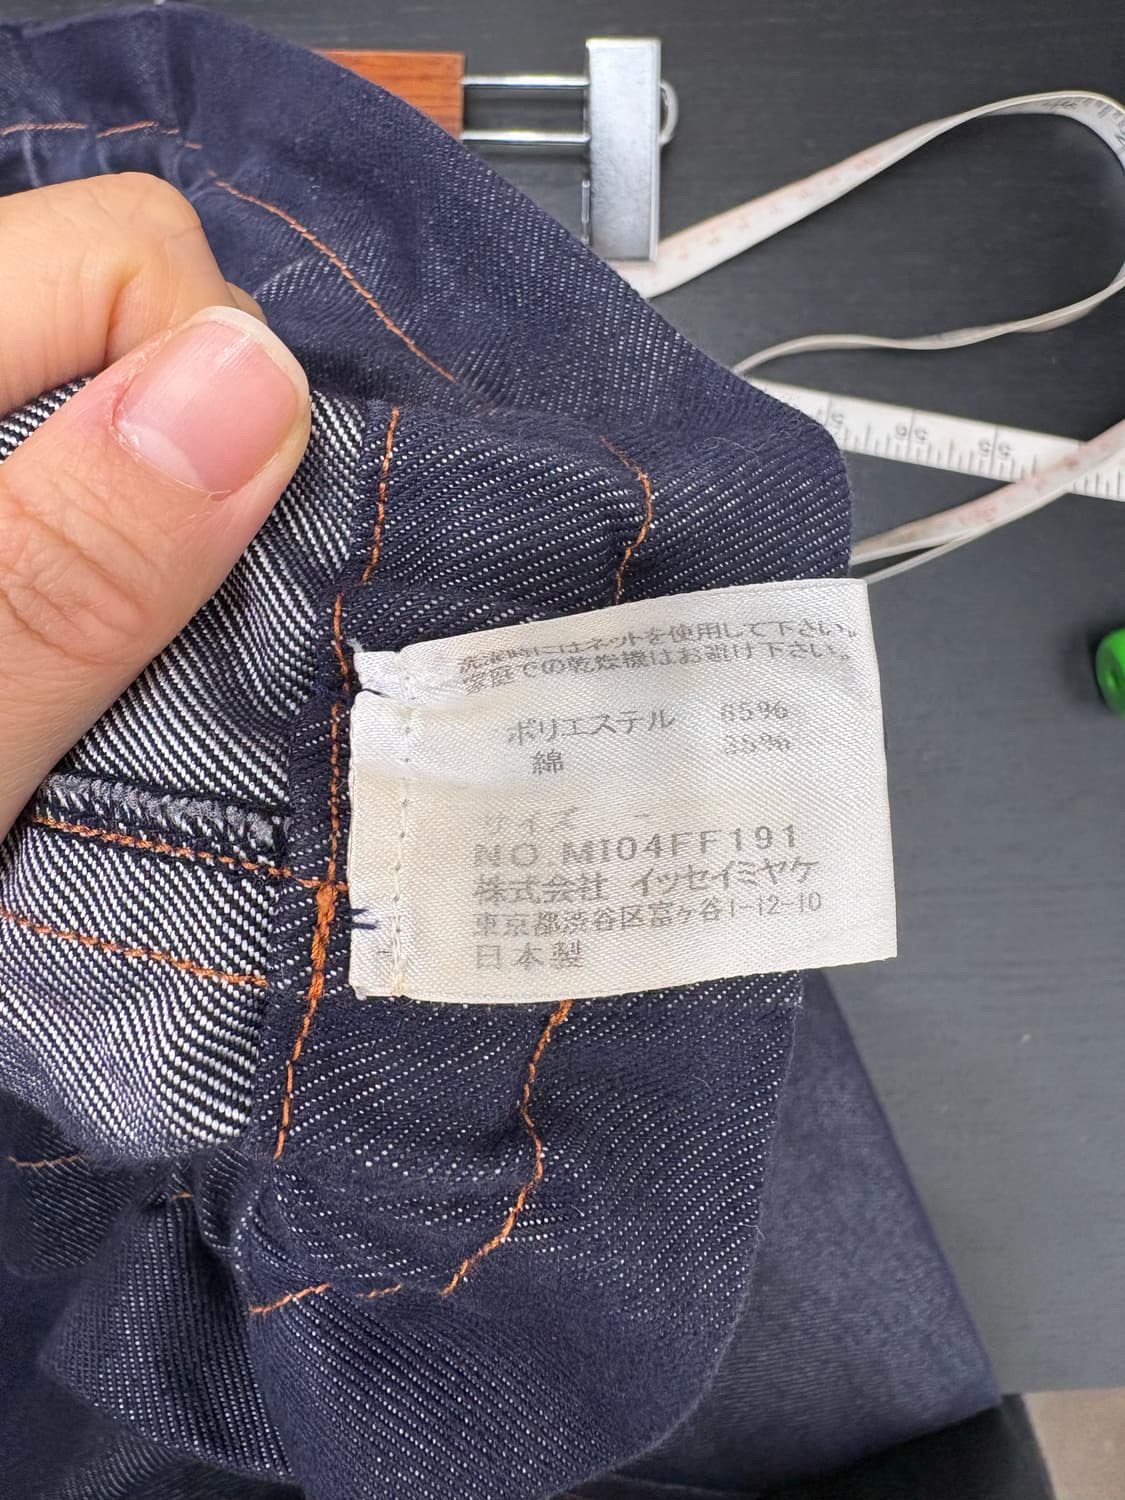 洗濯時にはネットを使用して下さい。
家庭での乾燥機はお避け下さい。
ポリエステル 65%
綿 35%
サイズ －
NO.MI04FF191
株式会社 イッセイミヤケ
東京都渋谷区富ヶ谷1-12-10
日本製
55